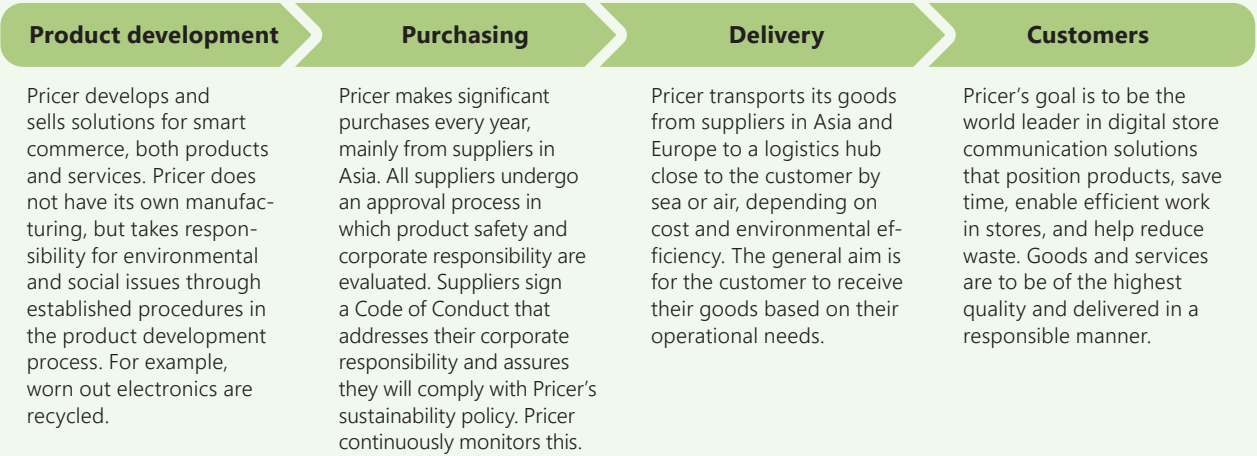 Product development
Pricer develops and
sells solutions for smart
commerce, both products
and services. Pricer does
not have its own manufac-
turing, but takes respon-
sibility for environmental
and social issues through
established procedures in
the product development
process. For example,
worn out electronics are
recycled.
Purchasing
Pricer makes significant
purchases every year,
mainly from suppliers in
Asia. All suppliers undergo
an approval process in
which product safety and
corporate responsibility are
evaluated. Suppliers sign
a Code of Conduct that
addresses their corporate
responsibility and assures
they will comply with Pricer’s
sustainability policy. Pricer
continuously monitors this.
Delivery
Pricer transports its goods
from suppliers in Asia and
Europe to a logistics hub
close to the customer by
sea or air, depending on
cost and environmental ef-
ficiency. The general aim is
for the customer to receive
their goods based on their
operational needs.
Customers
Pricer’s goal is to be the
world leader in digital store
communication solutions
that position products, save
time, enable efficient work
in stores, and help reduce
waste. Goods and services
are to be of the highest
quality and delivered in a
responsible manner.